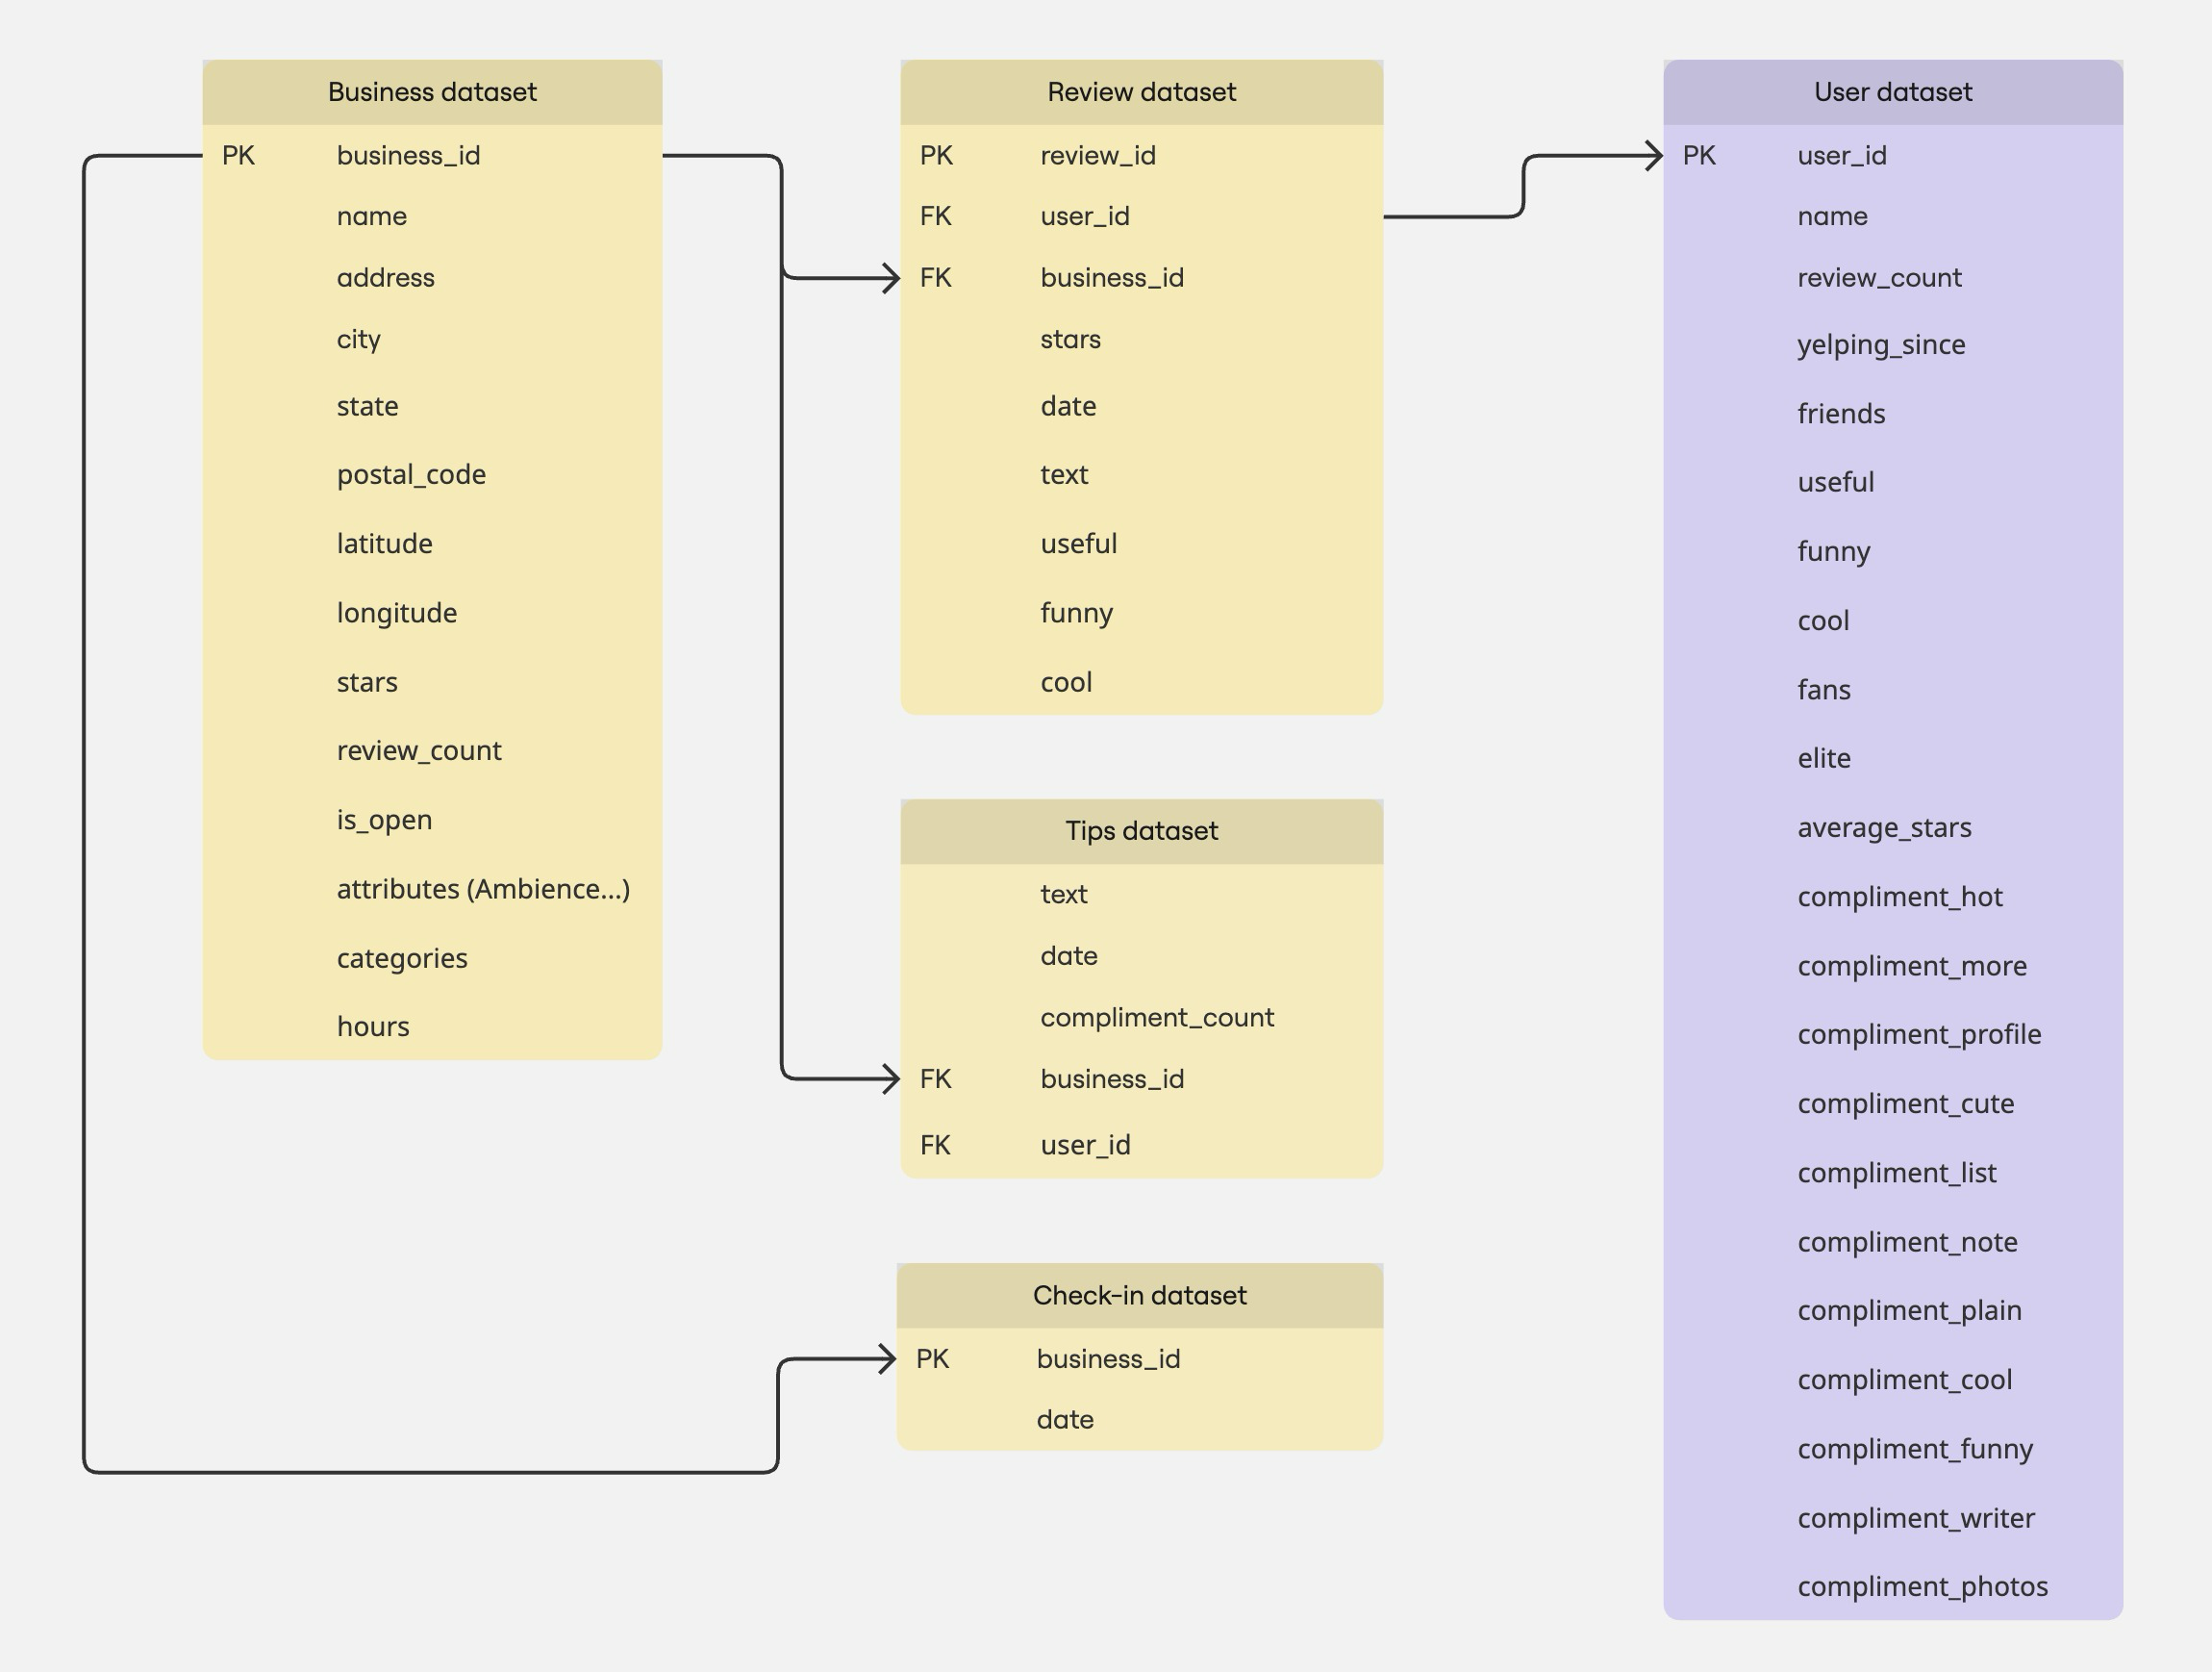 Business dataset
PK business_id
name
address
city
state
postal_code
latitude
longitude
stars
review_count
is_open
attributes (Ambience...)
categories
hours
Review dataset
PK review_id
FK user_id
FK business_id
stars
date
text
useful
funny
cool
Tips dataset
text
date
compliment_count
FK business_id
FK user_id
Check-in dataset
PK business_id
date
User dataset
PK user_id
name
review_count
yelping_since
friends
useful
funny
cool
fans
elite
average_stars
compliment_hot
compliment_more
compliment_profile
compliment_cute
compliment_list
compliment_note
compliment_plain
compliment_cool
compliment_funny
compliment_writer
compliment_photos